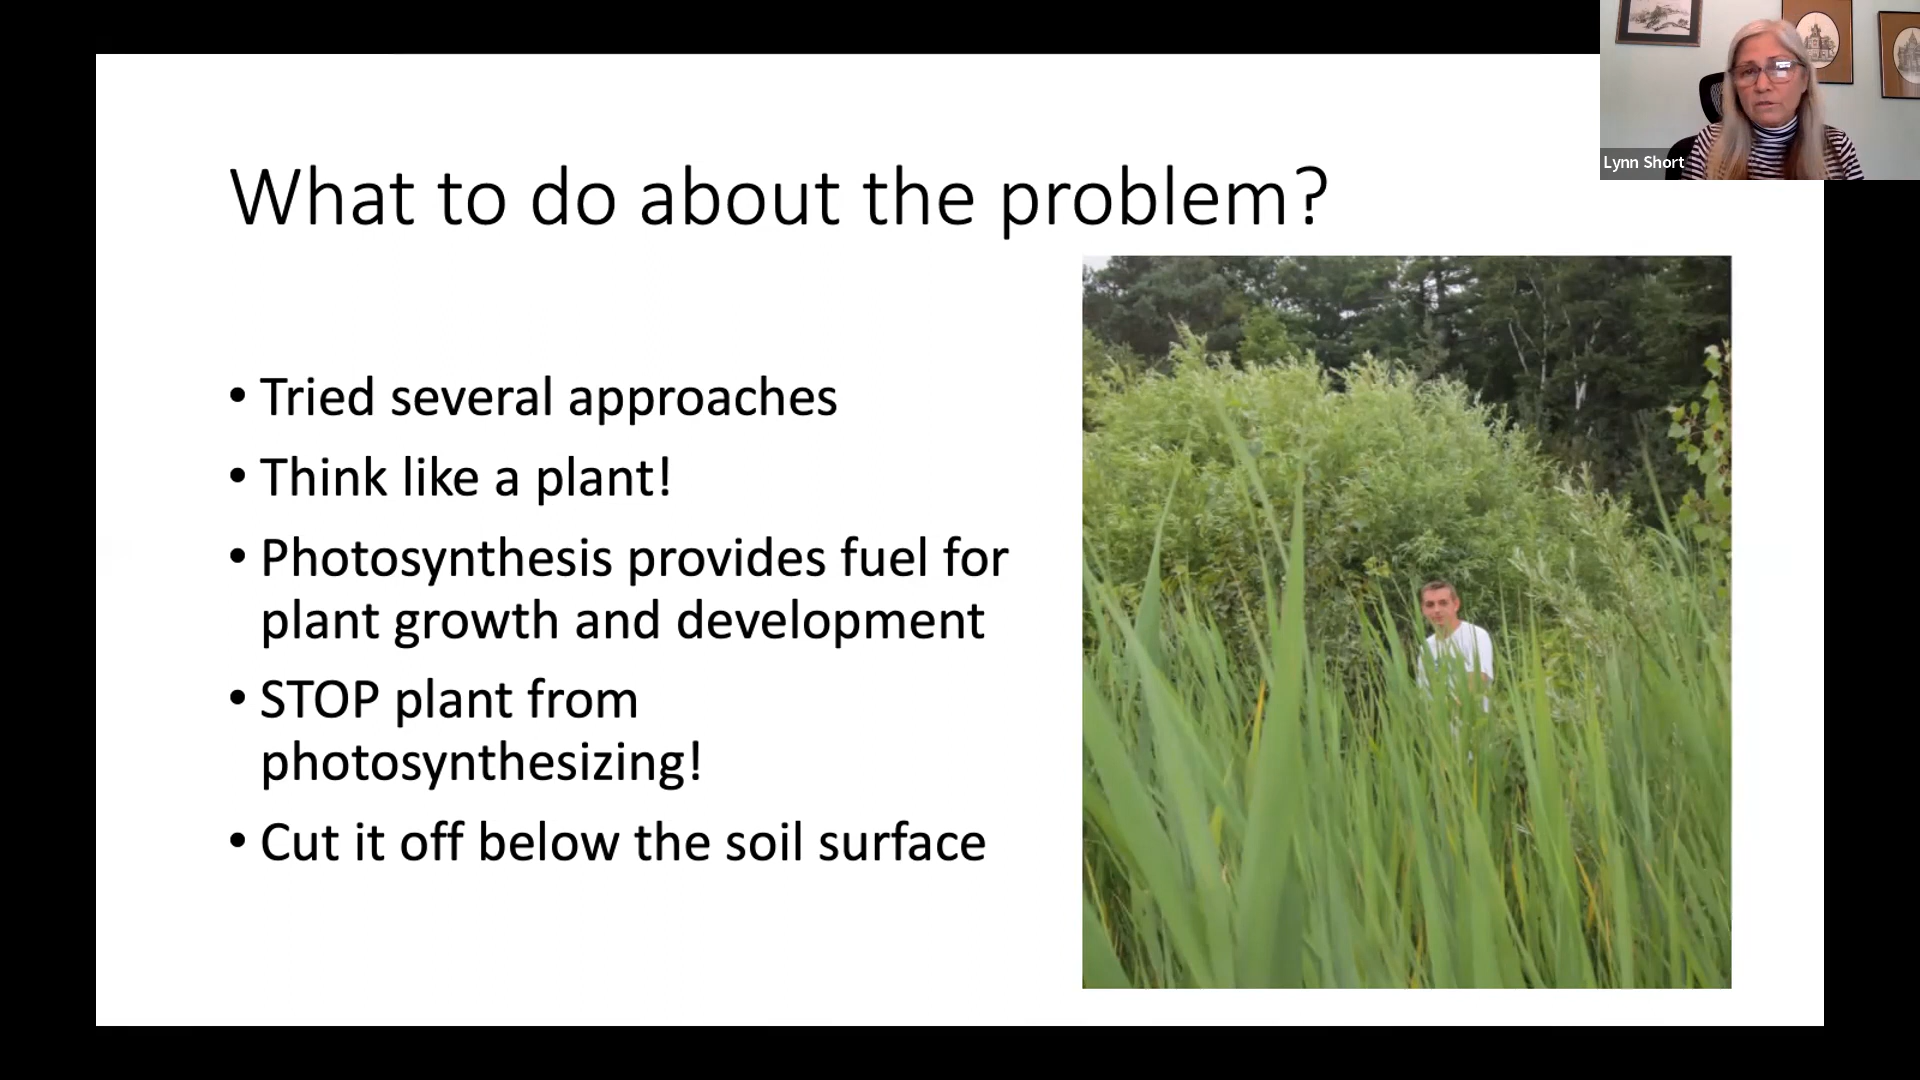 Lynn Short
What to do about the problem?
• Tried several approaches
• Think like a plant!
• Photosynthesis provides fuel for
plant growth and development
• STOP plant from
photosynthesizing!
• Cut it off below the soil surface